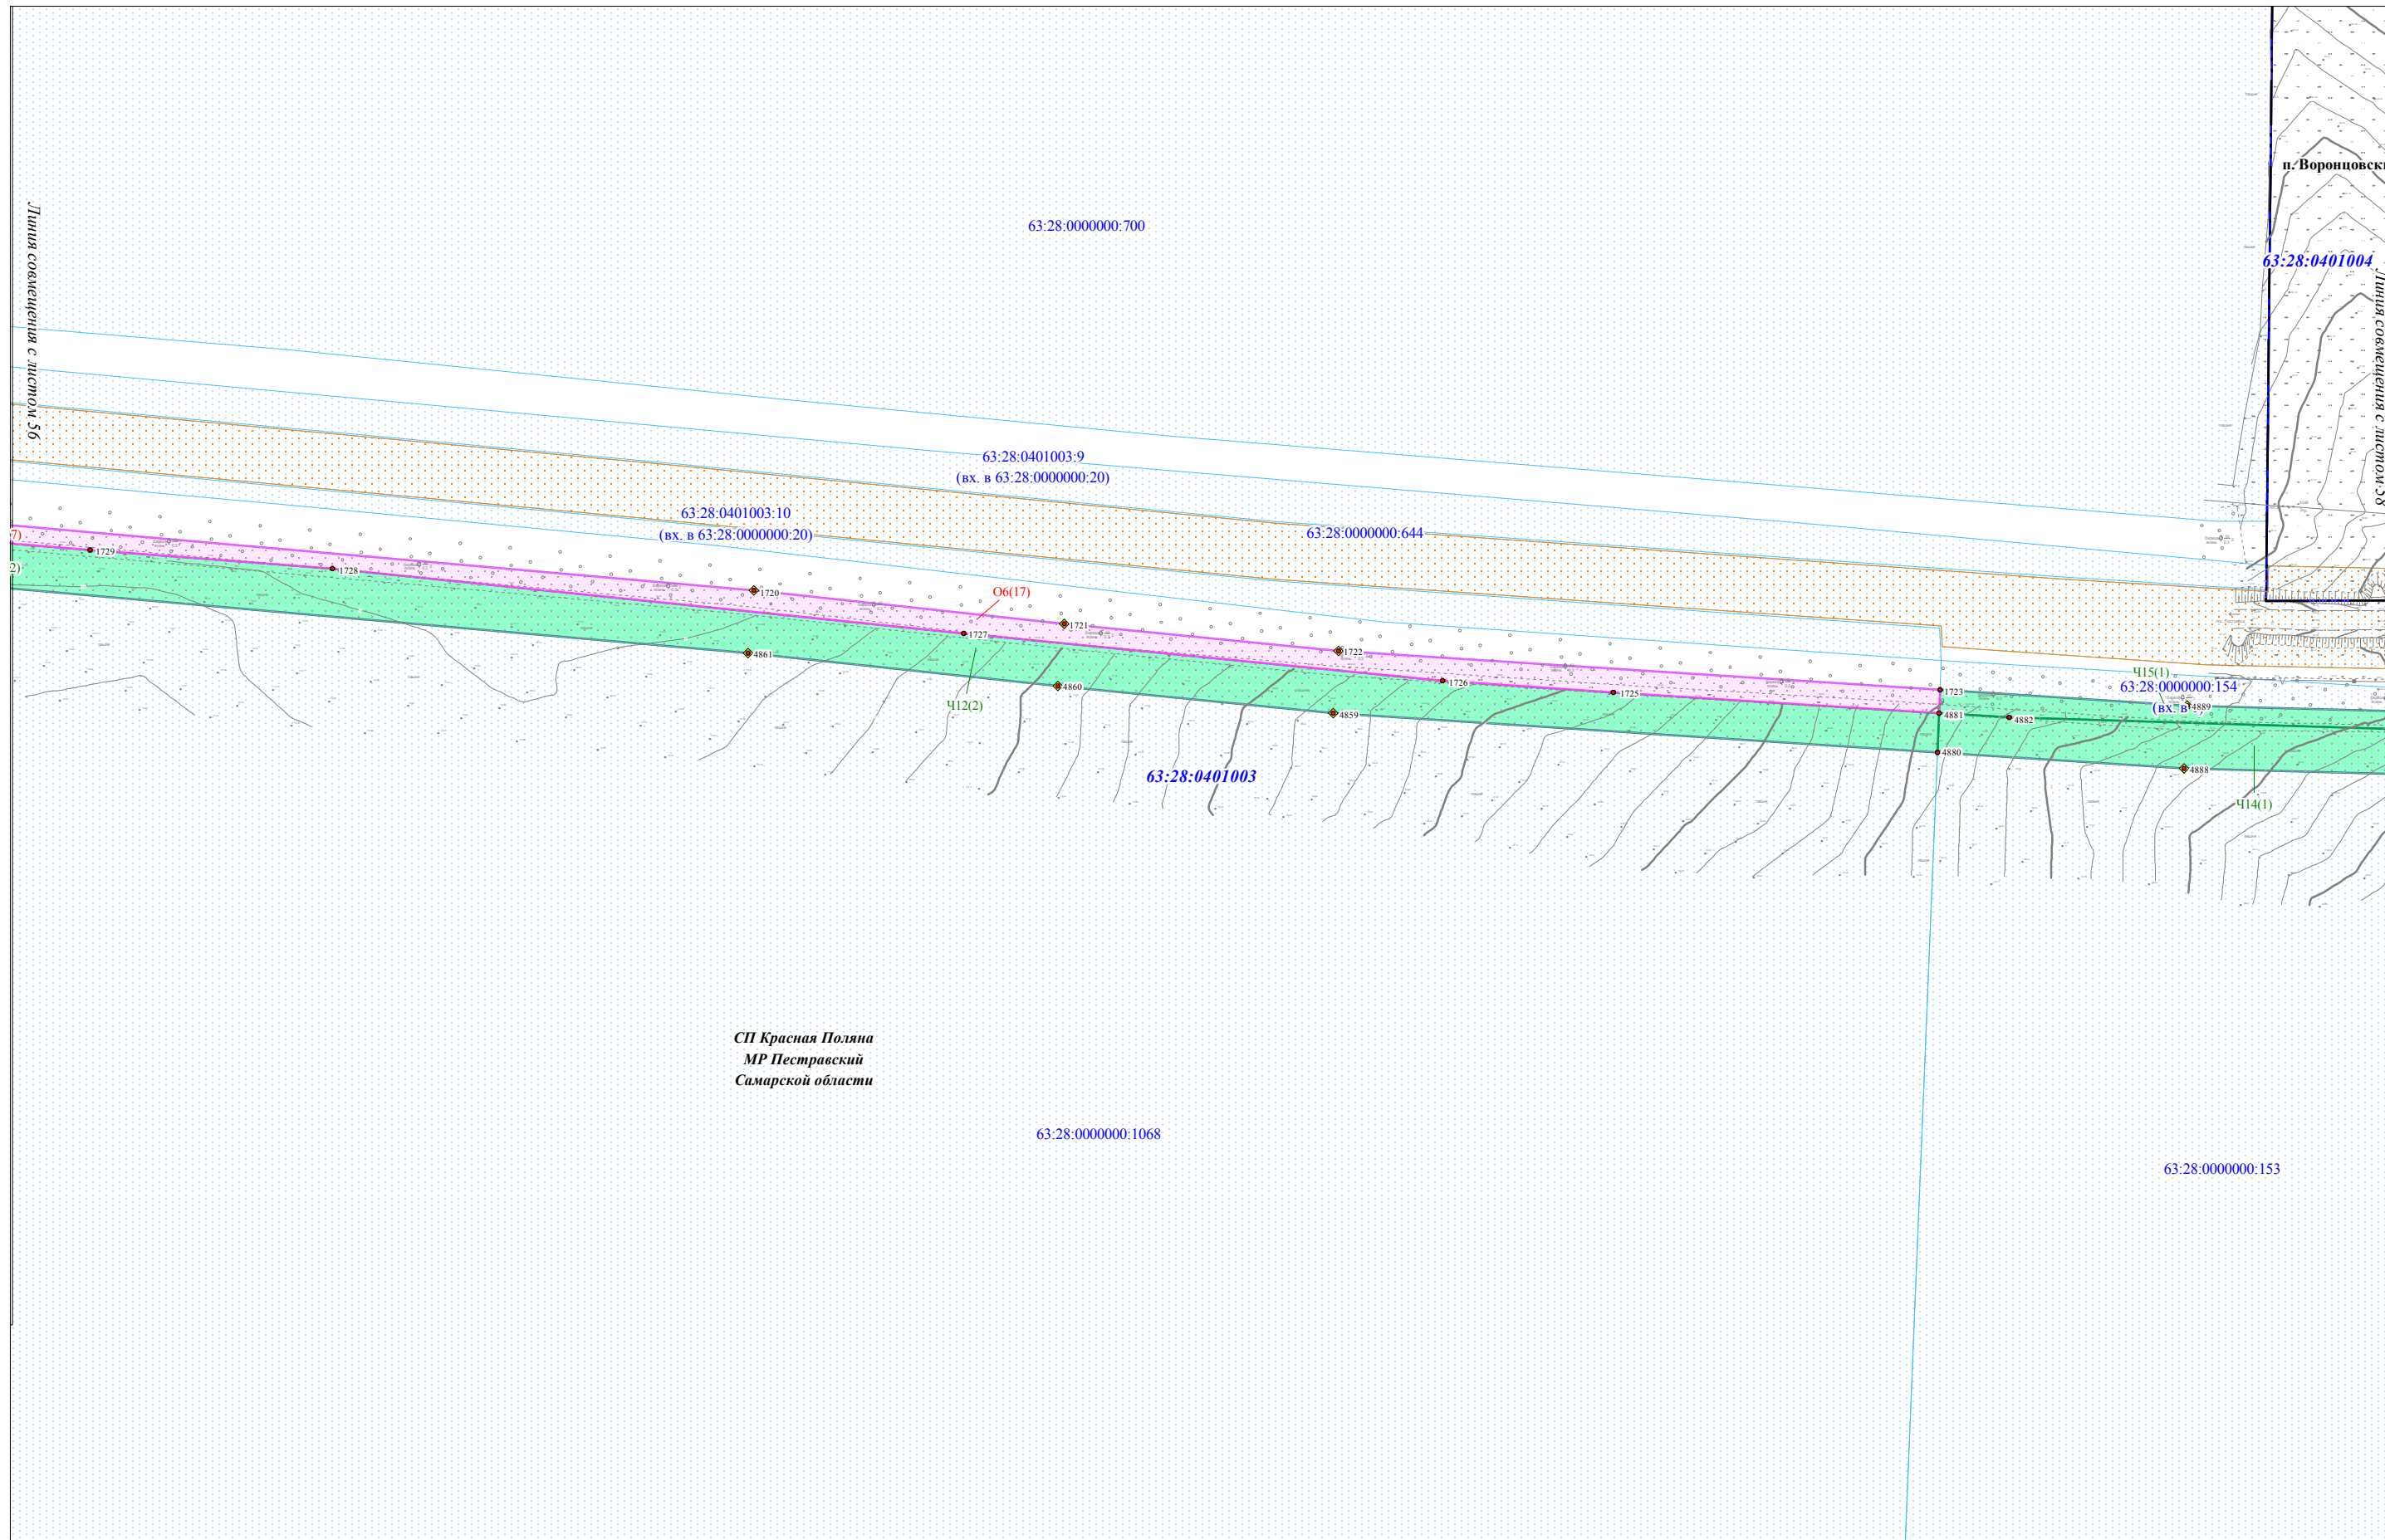 п. Воронцовски
63:28:0000000:700
63:28:0401004
Линия совмещения с листом 56
Линия совмещения с листом 58
63:28:0401003:9
(вх. в 63:28:0000000:20)
63:28:0401003:10
(вх. в 63:28:0000000:20)
63:28:0000000:644
7)
1729
2)
1728
1720
О6(17)
1721
1727
1722
4861
1726
4860
1725
Ч12(2)
4859
1723
Ч15(1)
63:28:0000000:154
(вх. в
4889
4881
4882
4880
4888
63:28:0401003
Ч14(1)
СП Красная Поляна
МР Пестравский
Самарской области
63:28:0000000:1068
63:28:0000000:153